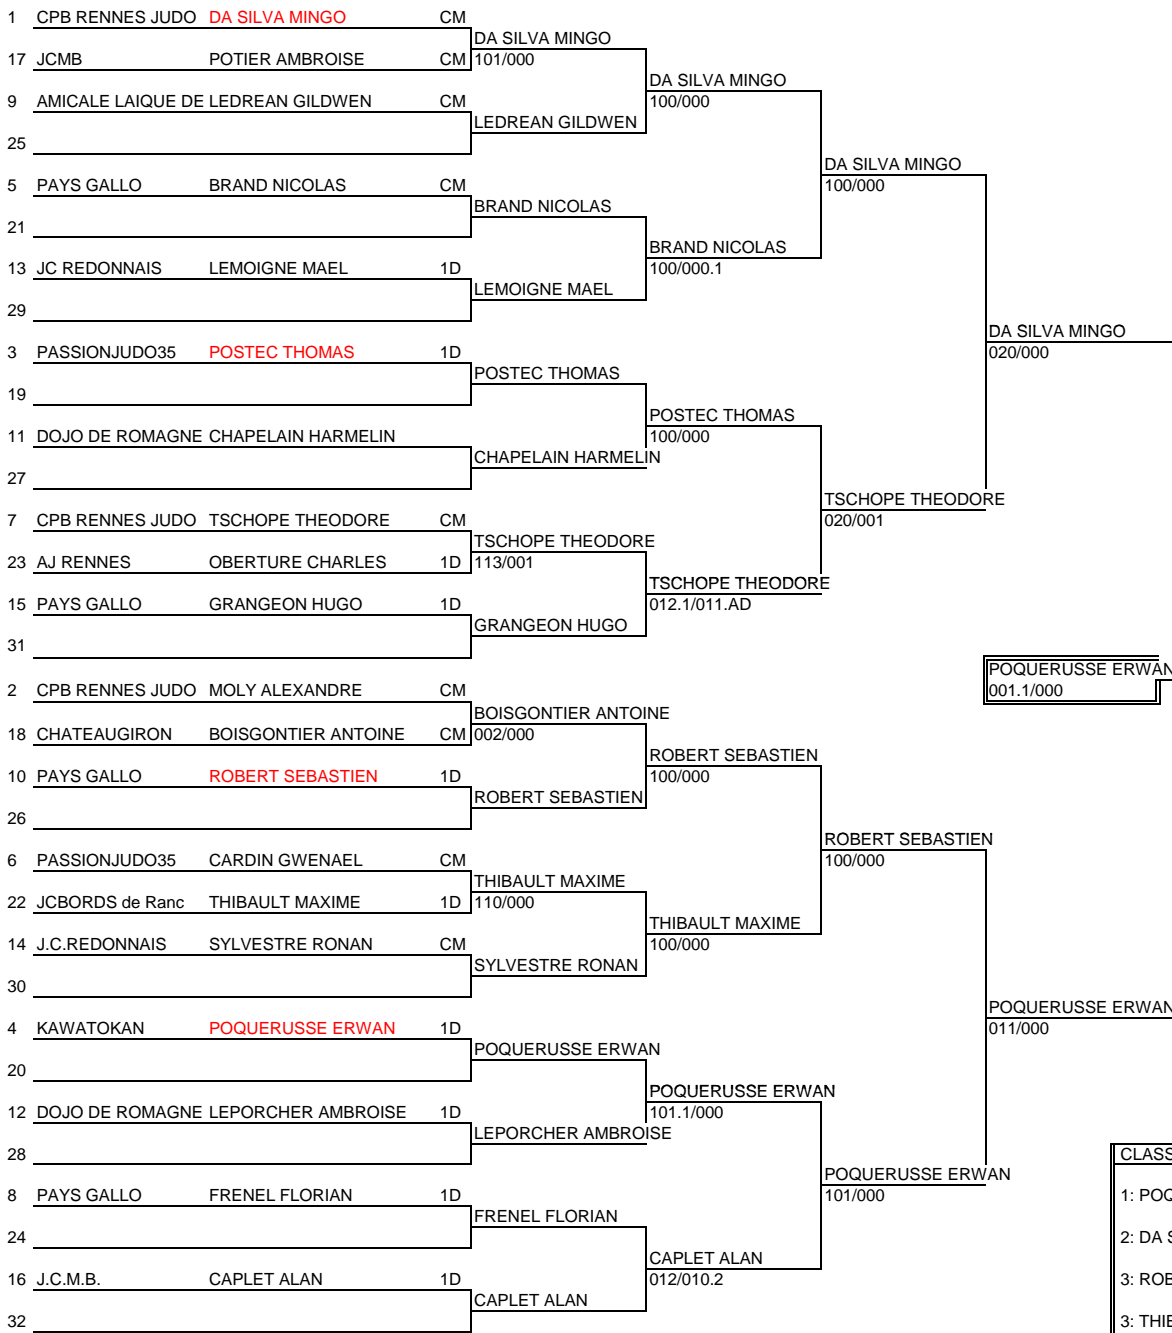 1 CPB RENNES JUDO DA SILVA MINGO CM
DA SILVA MINGO
17 JCMB POTIER AMBROISE CM 101/000
DA SILVA MINGO
9 AMICALE LAIQUE DE LEDREAN GILDWEN CM 100/000
LEDREAN GILDWEN
25
DA SILVA MINGO
5 PAYS GALLO BRAND NICOLAS CM 100/000
BRAND NICOLAS
21
BRAND NICOLAS
13 JC REDONNAIS LEMOIGNE MAEL 1D 100/000.1
LEMOIGNE MAEL
29
DA SILVA MINGO
3 PASSIONJUDO35 POSTEC THOMAS 1D 020/000
POSTEC THOMAS
19
POSTEC THOMAS
11 DOJO DE ROMAGNE CHAPELAIN HARMELIN 100/000
CHAPELAIN HARMELIN
27
TSCHOPE THEODORE
7 CPB RENNES JUDO TSCHOPE THEODORE CM 020/001
TSCHOPE THEODORE
23 AJ RENNES OBERTURE CHARLES 1D 113/001
TSCHOPE THEODORE
15 PAYS GALLO GRANGEON HUGO 1D 012.1/011.AD
GRANGEON HUGO
31
POQUERUSSE ERWAN
2 CPB RENNES JUDO MOLY ALEXANDRE CM 001.1/000
BOISGONTIER ANTOINE
18 CHATEAUGIRON BOISGONTIER ANTOINE CM 002/000
ROBERT SEBASTIEN
10 PAYS GALLO ROBERT SEBASTIEN 1D 100/000
ROBERT SEBASTIEN
26
ROBERT SEBASTIEN
6 PASSIONJUDO35 CARDIN GWENAEL CM 100/000
THIBAULT MAXIME
22 JCBORDS de Ranc THIBAULT MAXIME 1D 110/000
THIBAULT MAXIME
14 J.C.REDONNAIS SYLVESTRE RONAN CM 100/000
SYLVESTRE RONAN
30
POQUERUSSE ERWAN
4 KAWATOKAN POQUERUSSE ERWAN 1D 011/000
POQUERUSSE ERWAN
20
POQUERUSSE ERWAN
12 DOJO DE ROMAGNE LEPORCHER AMBROISE 1D 101.1/000
LEPORCHER AMBROISE
28 CLASS
POQUERUSSE ERWAN
8 PAYS GALLO FRENEL FLORIAN 1D 101/000 1: POQ
FRENEL FLORIAN
24 2: DA S
CAPLET ALAN
16 J.C.M.B. CAPLET ALAN 1D 012/010.2 3: ROB
CAPLET ALAN
32 3: THIB